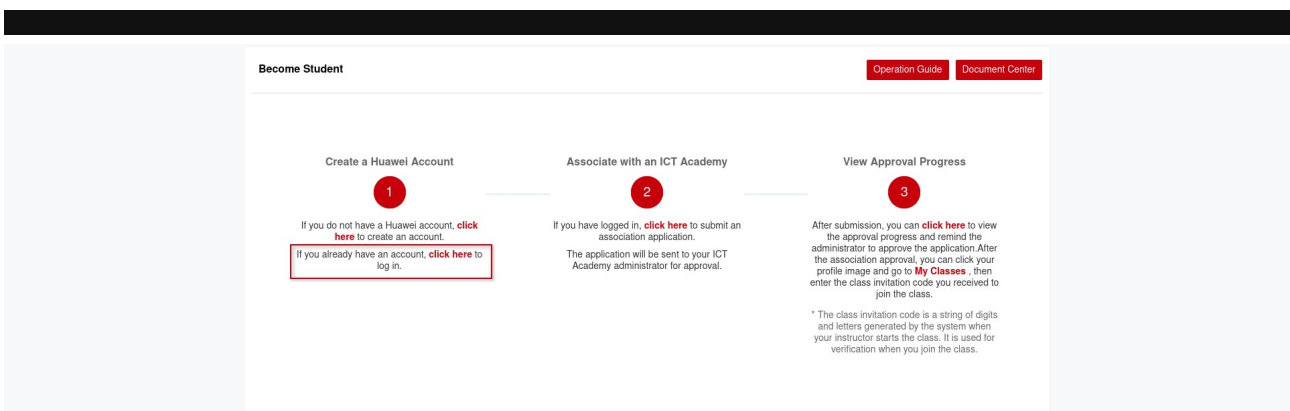 Become Student
Operation Guide
Document Center
Create a Huawei Account
1
If you do not have a Huawei account, click
here to create an account.
If you already have an account, click here to
log in.
Associate with an ICT Academy
2
If you have logged in, click here to submit an
association application.
The application will be sent to your ICT
Academy administrator for approval.
View Approval Progress
3
After submission, you can click here to view
the approval progress and remind the
administrator to approve the application.After
the association approval, you can click your
profile image and go to My Classes , then
enter the class invitation code you received to
join the class.
* The class invitation code is a string of digits
and letters generated by the system when
your instructor starts the class. It is used for
verification when you join the class.